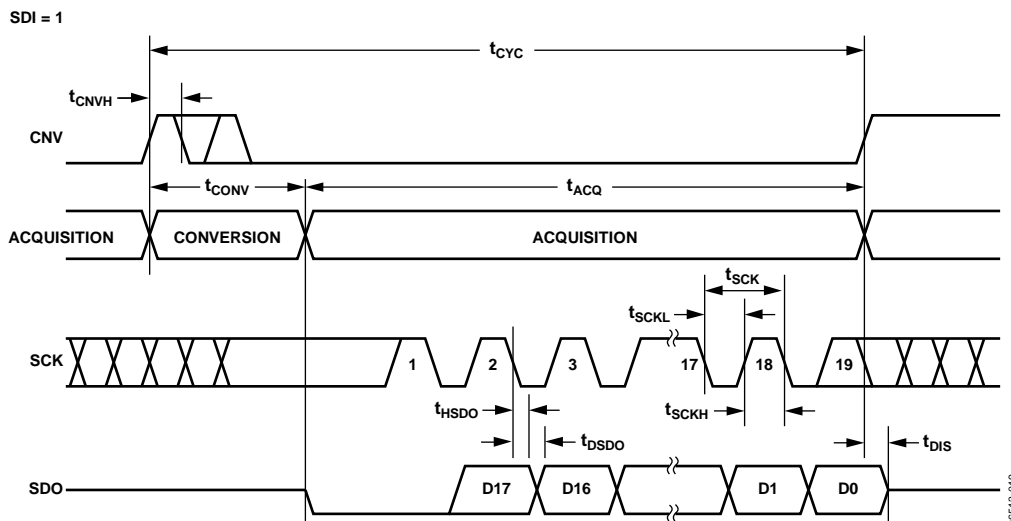 SDI = 1
tCYC
tCNVH
CNV
tCONV
tACQ
ACQUISITION
CONVERSION
ACQUISITION
tSCK
tSCKL
SCK
1
2
3
17
18
19
tHSDO
tSCKH
tDSDO
tDIS
SDO
D17
D16
D1
D0